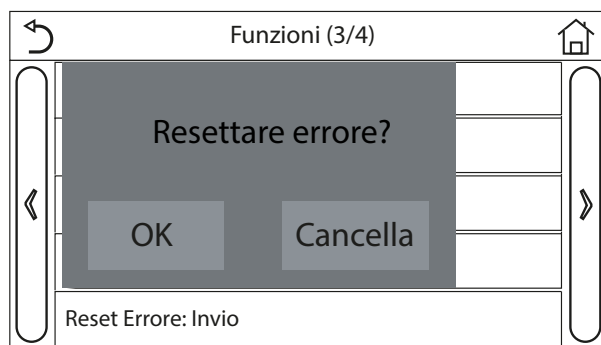 Funzioni (3/4)
Resettare errore?
OK Cancella
Reset Errore: Invio